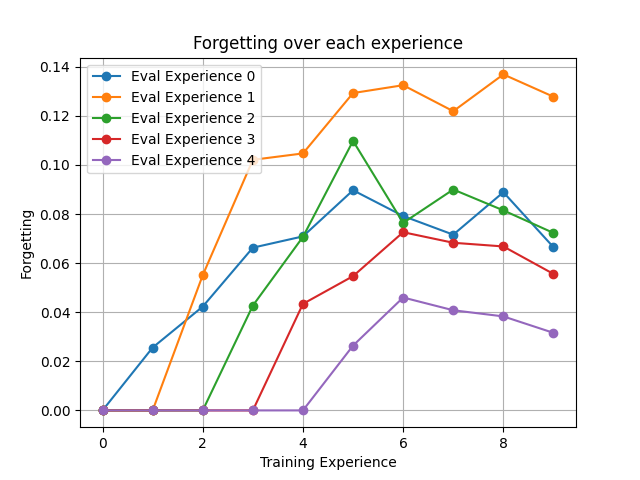 Forgetting over each experience
0.14
0.12
0.10
0.08
0.06
0.04
0.02
0.00
Forgetting
Eval Experience 0
Eval Experience 1
Eval Experience 2
Eval Experience 3
Eval Experience 4
0
2
4
6
8
Training Experience